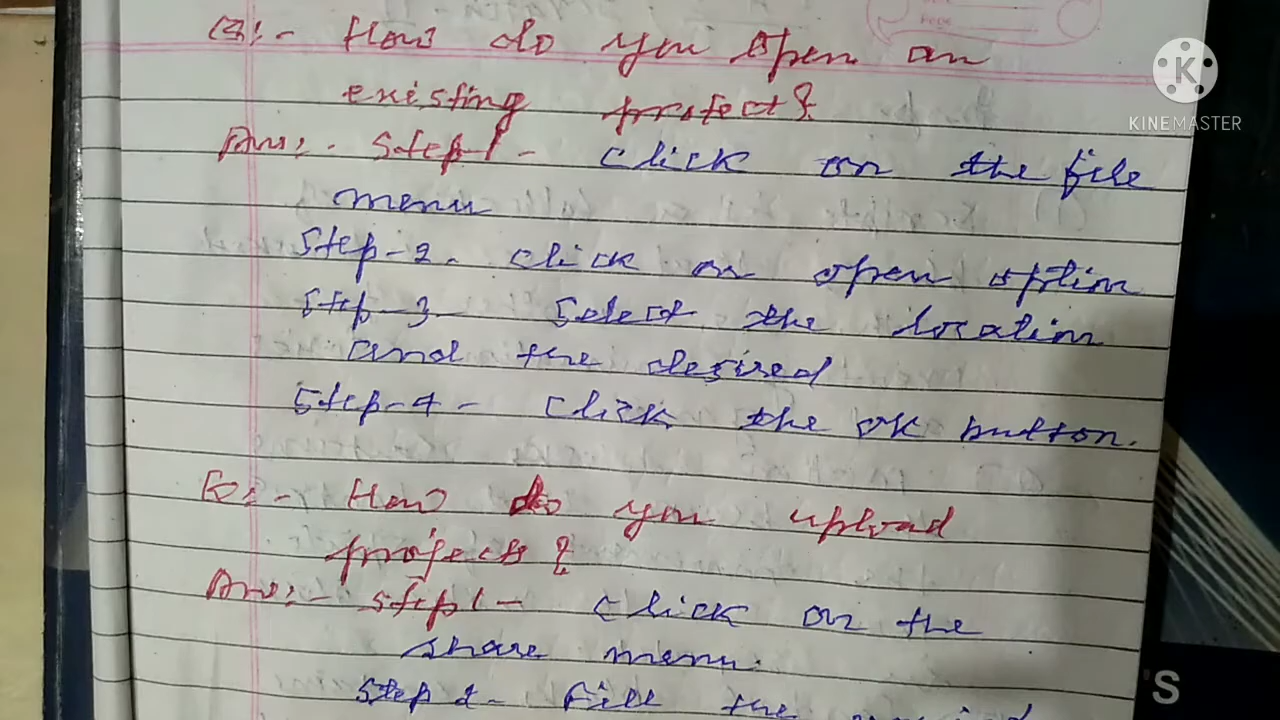 Q:- How do you open an
existing project?
Ans:- Step 1- click on the file
menu
Step-2- click on open option
Step 3- Select the location
and the desired
Step-4- Click the ok button.
Q:- How do you upload
projects?
Ans:- Step 1- click on the
share menu.
Step 2- Fill the
KINEMASTER
'S